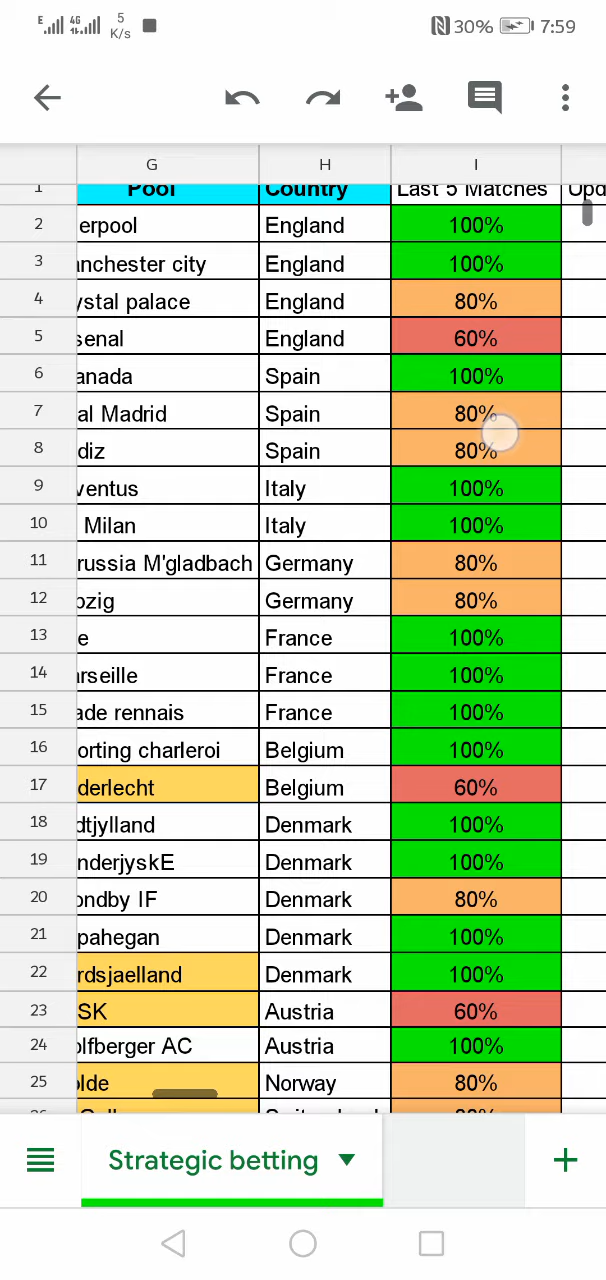 E 4G 5 K/s 30% 7:59
G H I
1 Pool Country Last 5 Matches Upd
2 erpool England 100%
3 anchester city England 100%
4 ystal palace England 80%
5 senal England 60%
6 anada Spain 100%
7 al Madrid Spain 80%
8 diz Spain 80%
9 ventus Italy 100%
10 Milan Italy 100%
11 russia M'gladbach Germany 80%
12 pzig Germany 80%
13 e France 100%
14 arseille France 100%
15 ade rennais France 100%
16 orting charleroi Belgium 100%
17 derlecht Belgium 60%
18 dtjylland Denmark 100%
19 nderjyskE Denmark 100%
20 ondby IF Denmark 80%
21 pahegan Denmark 100%
22 rdsjaelland Denmark 100%
23 SK Austria 60%
24 olfberger AC Austria 100%
25 olde Norway 80%
Strategic betting